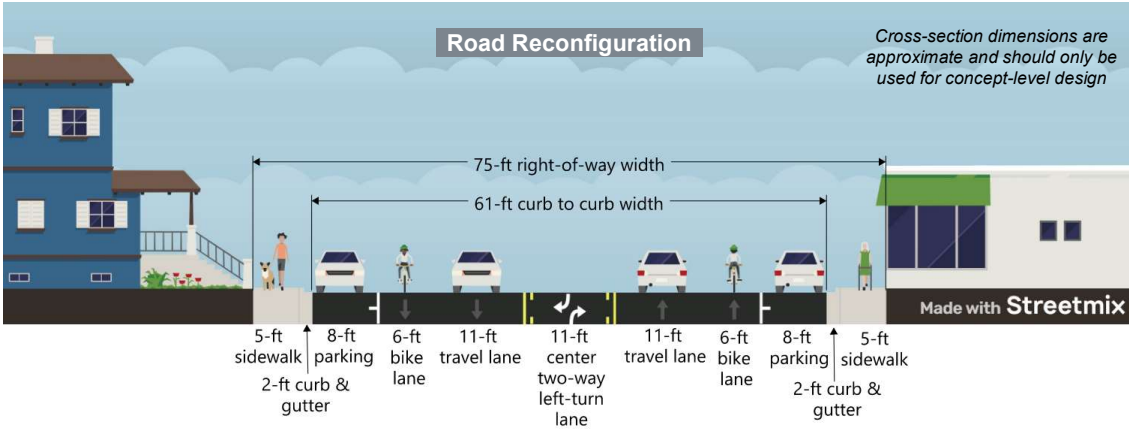 Road Reconfiguration
Cross-section dimensions are
approximate and should only be
used for concept-level design
75-ft right-of-way width
61-ft curb to curb width
Made with Streetmix
5-ft
sidewalk
2-ft curb &
gutter
8-ft
parking
6-ft
bike
lane
11-ft
travel lane
11-ft
center
two-way
left-turn
lane
11-ft
travel lane
6-ft
bike
lane
8-ft
parking
2-ft curb &
gutter
5-ft
sidewalk